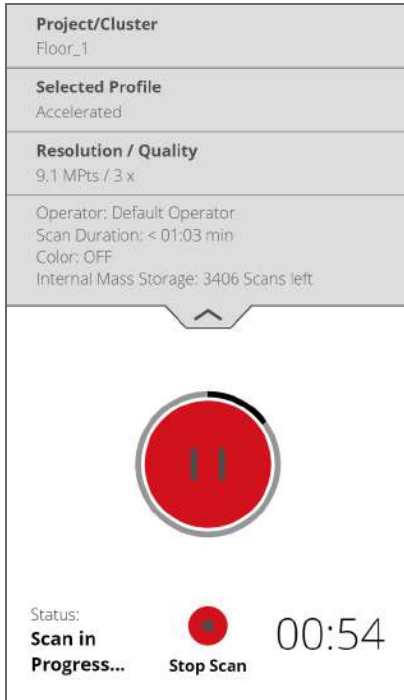 Project/Cluster
Floor_1
Selected Profile
Accelerated
Resolution / Quality
9.1 MPts / 3 x
Operator: Default Operator
Scan Duration: < 01:03 min
Color: OFF
Internal Mass Storage: 3406 Scans left
Status:
Scan in
Progress...
Stop Scan
00:54